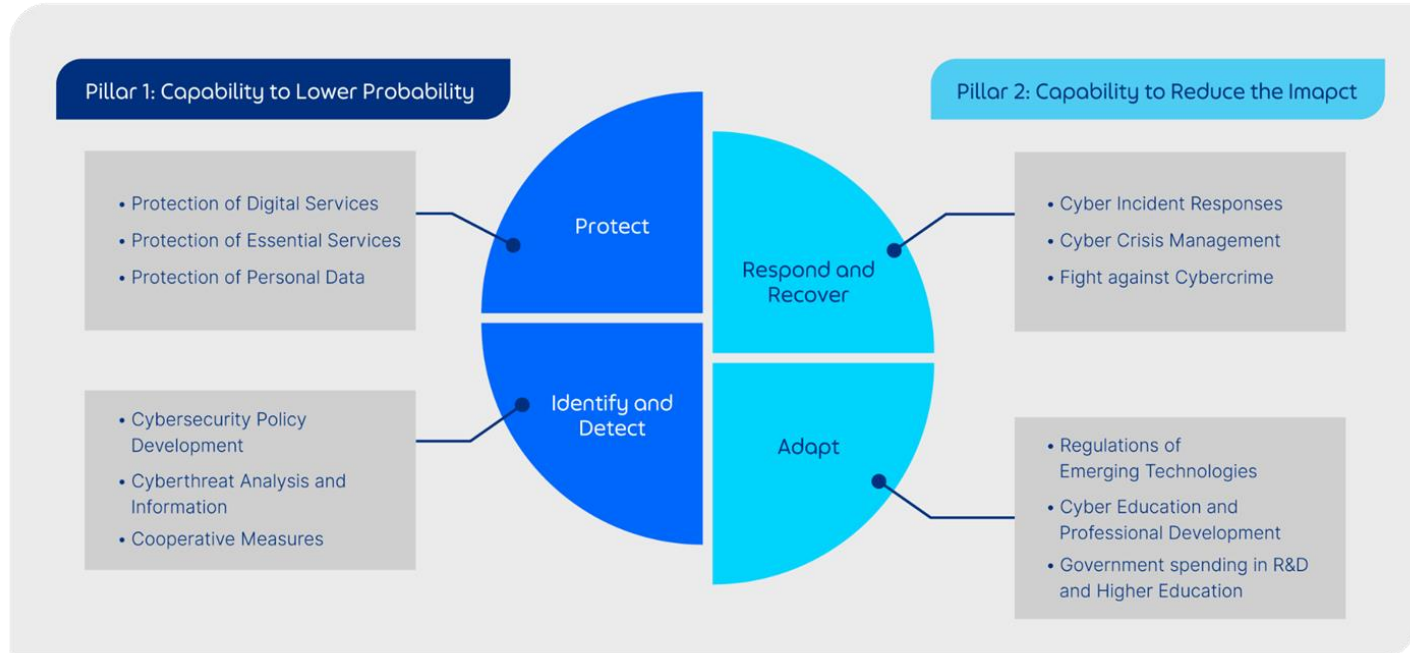 Pillar 1: Capability to Lower Probability
• Protection of Digital Services
• Protection of Essential Services
• Protection of Personal Data
Protect
• Cybersecurity Policy
Development
• Cyberthreat Analysis and
Information
• Cooperative Measures
Identify and
Detect
Pillar 2: Capability to Reduce the Imapct
Respond and
Recover
• Cyber Incident Responses
• Cyber Crisis Management
• Fight against Cybercrime
Adapt
• Regulations of
Emerging Technologies
• Cyber Education and
Professional Development
• Government spending in R&D
and Higher Education